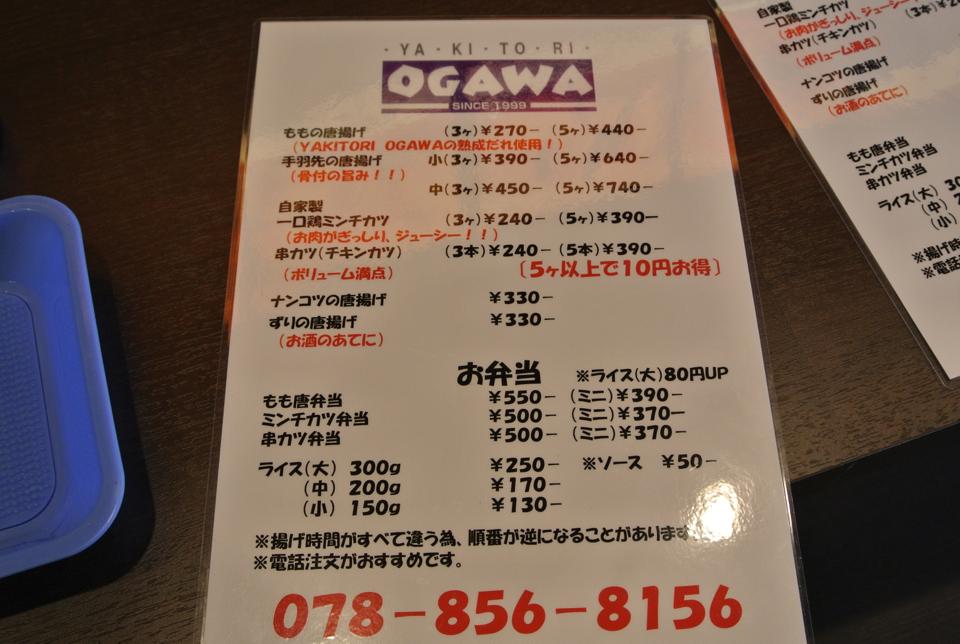 ・YA・KI・TO・RI・
OGAWA
SINCE 1999
ももの唐揚げ (3ヶ)¥270− (5ヶ)¥440−
(YAKITORI OGAWAの熟成だれ使用!)
手羽先の唐揚げ 小(3ヶ)¥390− (5ヶ)¥640−
(骨付の旨み!!)
中(3ヶ)¥450− (5ヶ)¥740−
自家製
一口鶏ミンチカツ (3ヶ)¥240− (5ヶ)¥390−
(お肉がぎっしり、ジューシー!!)
串カツ(チキンカツ) (3本)¥240− (5本)¥390−
(ボリューム満点) 〔5ヶ以上で10円お得〕
ナンコツの唐揚げ ¥330−
ずりの唐揚げ ¥330−
(お酒のあてに)
お弁当 ※ライス(大)80円UP
もも唐弁当 ¥550− (ミニ)¥390−
ミンチカツ弁当 ¥500− (ミニ)¥370−
串カツ弁当 ¥500− (ミニ)¥370−
ライス(大) 300g ¥250− ※ソース ¥50−
(中) 200g ¥170−
(小) 150g ¥130−
※揚げ時間がすべて違う為、順番が逆になることがあります
※電話注文がおすすめです。
078−856−8156
自家製
一口鶏ミンチカツ
(お肉がぎっしり、ジューシー
串カツ(チキンカツ) (3本)¥2
(ボリューム満点)
ナンコツの唐揚げ
ずりの唐揚げ
(お酒のあてに)
もも唐弁当
ミンチカツ弁当
串カツ弁当
ライス(大) 30
(中) 2
(小)
※揚げ時
※電話